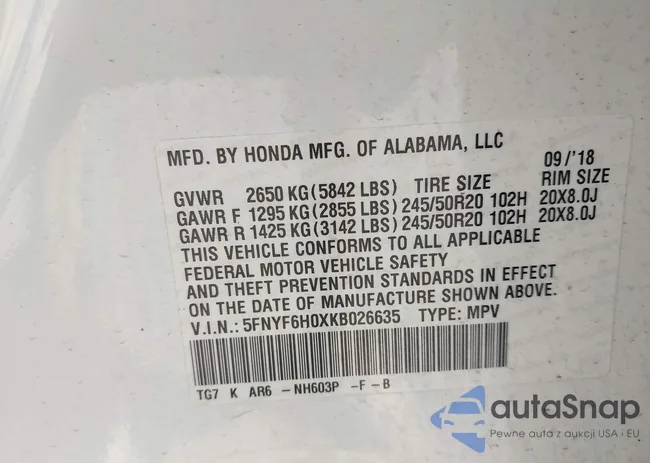 MFD. BY HONDA MFG. OF ALABAMA, LLC
09/'18
GVWR 2650 KG(5842 LBS) TIRE SIZE RIM SIZE
GAWR F 1295 KG(2855 LBS) 245/50R20 102H 20X8.0J
GAWR R 1425 KG(3142 LBS) 245/50R20 102H 20X8.0J
THIS VEHICLE CONFORMS TO ALL APPLICABLE
FEDERAL MOTOR VEHICLE SAFETY
AND THEFT PREVENTION STANDARDS IN EFFECT
ON THE DATE OF MANUFACTURE SHOWN ABOVE.
V.I.N.: 5FNYF6H0XKB026635 TYPE: MPV
TG7 K AR6 -NH603P -F-B
autaSnap
Pewne auta z aukcji USA i EU